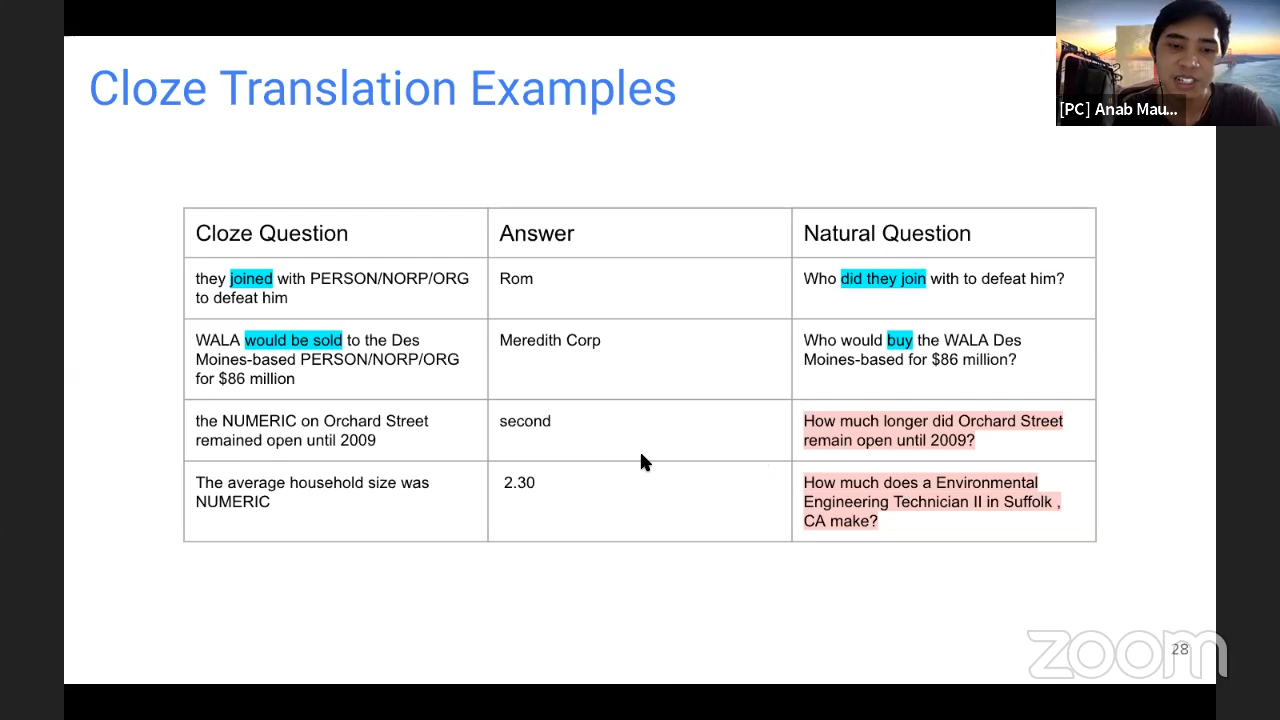 Cloze Translation Examples
[PC] Anab Mau...
Cloze Question
Answer
Natural Question
they joined with PERSON/NORP/ORG
to defeat him
Rom
Who did they join with to defeat him?
WALA would be sold to the Des
Moines-based PERSON/NORP/ORG
for $86 million
Meredith Corp
Who would buy the WALA Des
Moines-based for $86 million?
the NUMERIC on Orchard Street
remained open until 2009
second
How much longer did Orchard Street
remain open until 2009?
The average household size was
NUMERIC
2.30
How much does a Environmental
Engineering Technician II in Suffolk ,
CA make?
28
zoom